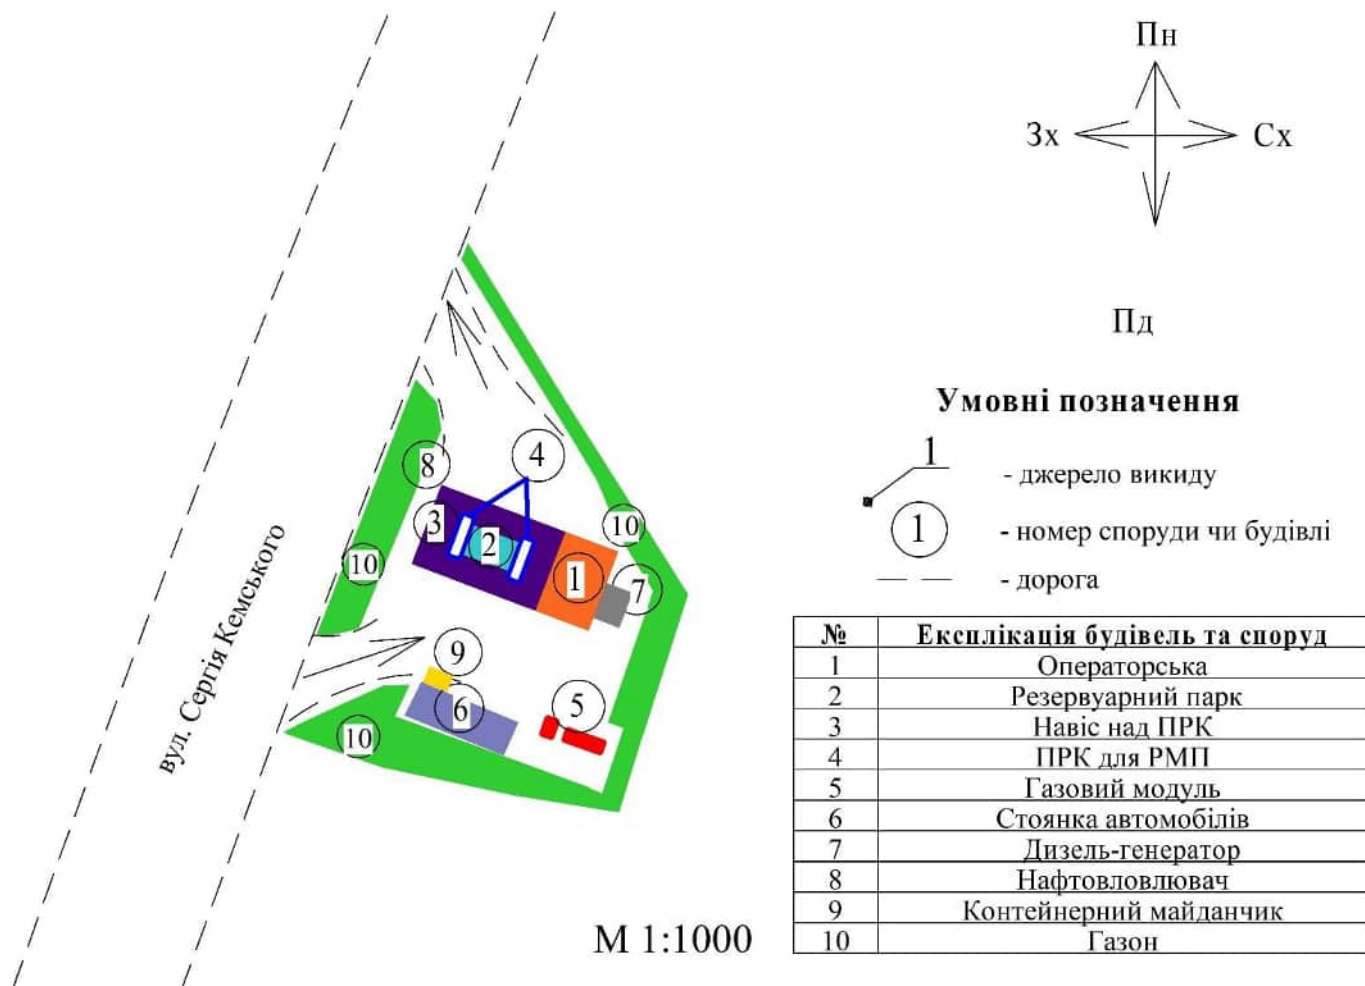 Пн
Зх
Сх
Пд
Умовні позначення
1
- джерело викиду
1
- номер споруди чи будівлі
- дорога
8
4
3
2
10
10
1
7
9
6
5
10
вул. Сергія Кемського
№ Експлікація будівель та споруд
1 Операторська
2 Резервуарний парк
3 Навіс над ПРК
4 ПРК для РМП
5 Газовий модуль
6 Стоянка автомобілів
7 Дизель-генератор
8 Нафтовловлювач
9 Контейнерний майданчик
10 Газон
М 1:1000